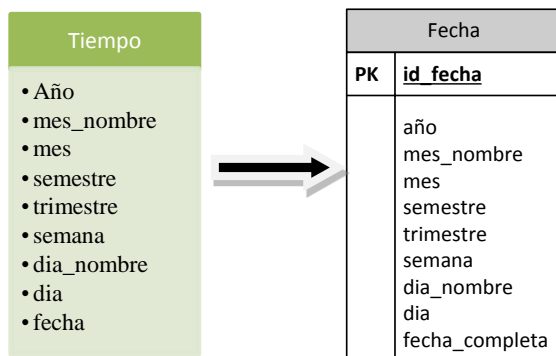 Tiempo
• Año
• mes_nombre
• mes
• semestre
• trimestre
• semana
• dia_nombre
• dia
• fecha
Fecha
PK id_fecha
año
mes_nombre
mes
semestre
trimestre
semana
dia_nombre
dia
fecha_completa